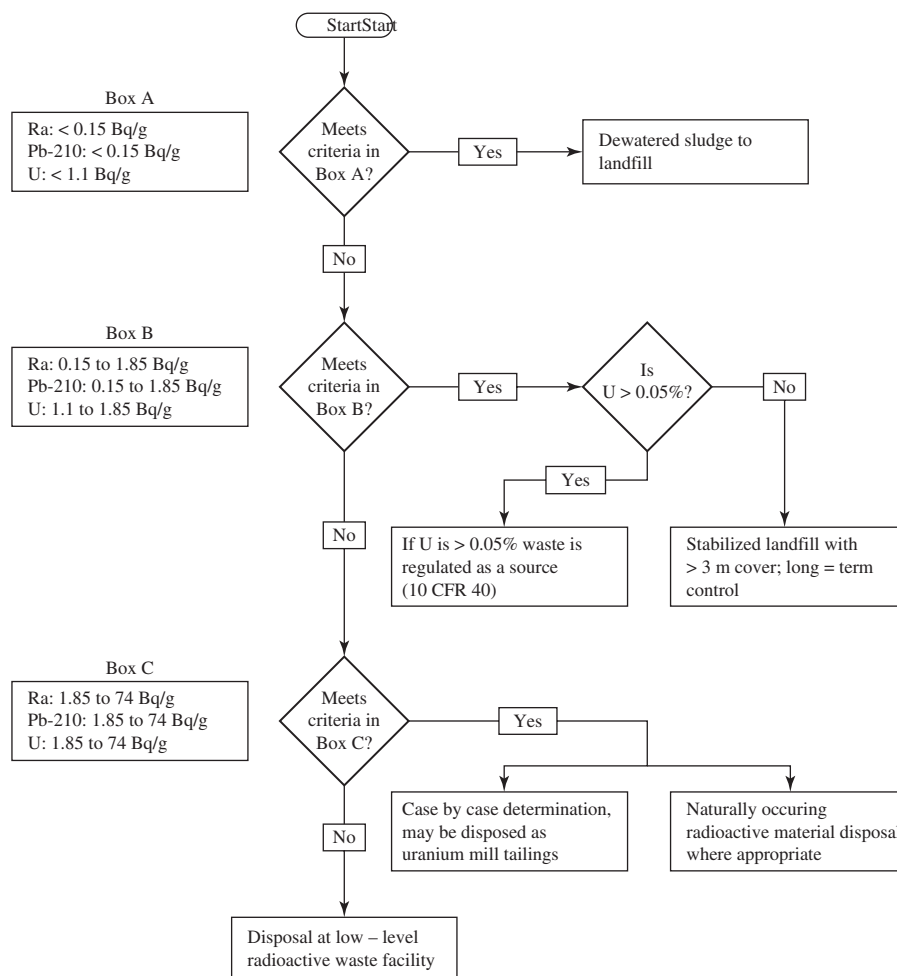 StartStart
Box A
Ra: < 0.15 Bq/g
Pb-210: < 0.15 Bq/g
U: < 1.1 Bq/g
Meets
criteria in
Box A?
Yes
Dewatered sludge to
landfill
No
Box B
Ra: 0.15 to 1.85 Bq/g
Pb-210: 0.15 to 1.85 Bq/g
U: 1.1 to 1.85 Bq/g
Meets
criteria in
Box B?
Yes
Is
U > 0.05%?
No
Yes
No
If U is > 0.05% waste is
regulated as a source
(10 CFR 40)
Stabilized landfill with
> 3 m cover; long = term
control
Box C
Ra: 1.85 to 74 Bq/g
Pb-210: 1.85 to 74 Bq/g
U: 1.85 to 74 Bq/g
Meets
criteria in
Box C?
Yes
Case by case determination,
may be disposed as
uranium mill tailings
Naturally occuring
radioactive material disposal
where appropriate
No
Disposal at low – level
radioactive waste facility